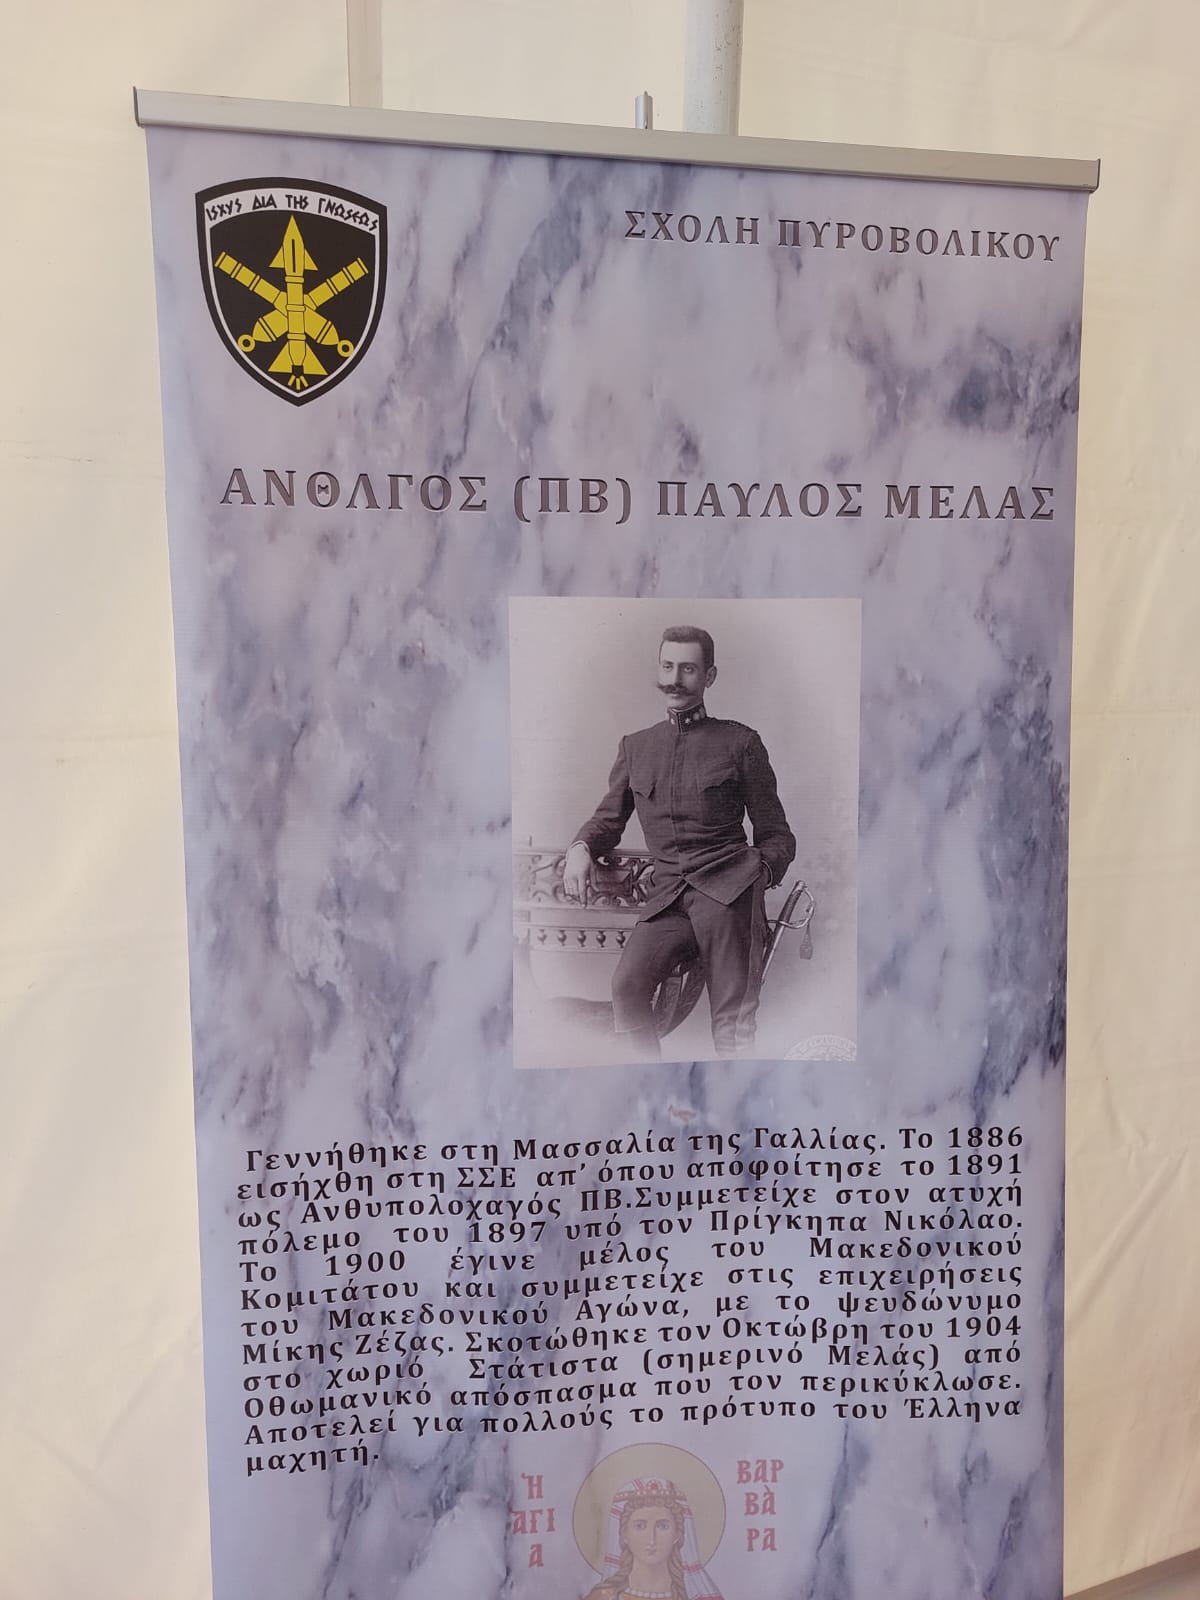 ΙΣΧΥΣ ΔΙΑ ΤΗΣ ΓΝΩΣΕΩΣ
ΣΧΟΛΗ ΠΥΡΟΒΟΛΙΚΟΥ
ΑΝΘΛΓΟΣ (ΠΒ) ΠΑΥΛΟΣ ΜΕΛΑΣ
Γεννήθηκε στη Μασσαλία της Γαλλίας. Το 1886
εισήχθη στη ΣΣΕ απ’ όπου αποφοίτησε το 1891
ως Ανθυπολοχαγός ΠΒ.Συμμετείχε στον ατυχή
πόλεμο του 1897 υπό τον Πρίγκηπα Νικόλαο.
Το 1900 έγινε μέλος του Μακεδονικού
Κομιτάτου και συμμετείχε στις επιχειρήσεις
του Μακεδονικού Αγώνα, με το ψευδώνυμο
Μίκης Ζέζας. Σκοτώθηκε τον Οκτώβρη του 1904
στο χωριό Στάτιστα (σημερινό Μελάς) από
Οθωμανικό απόσπασμα που τον περικύκλωσε.
Αποτελεί για πολλούς το πρότυπο του Έλληνα
μαχητή.
Ἡ
ἉΓΙ
Α
ΒΑΡ
Βὰ
ΡΑ